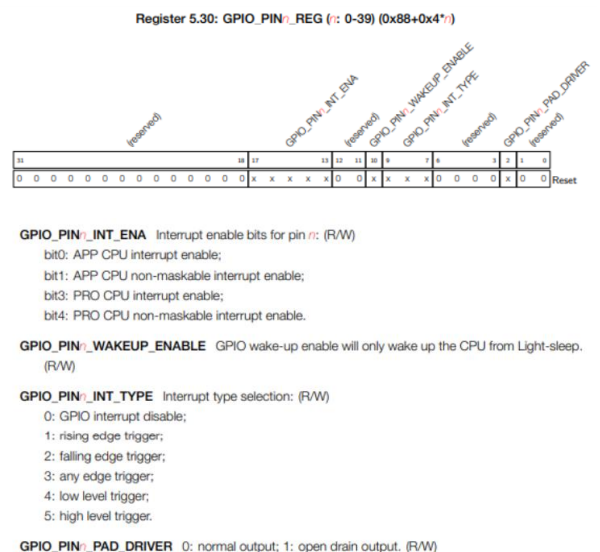 Register 5.30: GPIO_PINn_REG (n: 0-39) (0x88+0x4*n)
(reserved) GPIO_PINn_INT_ENA (reserved) GPIO_PINn_WAKEUP_ENABLE GPIO_PINn_INT_TYPE (reserved) GPIO_PINn_PAD_DRIVER (reserved)
31 18 17 13 12 11 10 9 7 6 3 2 1 0
0 0 0 0 0 0 0 0 0 0 0 0 0 0 x x x x x 0 0 x x x x 0 0 0 0 x 0 0 Reset
GPIO_PINn_INT_ENA Interrupt enable bits for pin n: (R/W)
bit0: APP CPU interrupt enable;
bit1: APP CPU non-maskable interrupt enable;
bit3: PRO CPU interrupt enable;
bit4: PRO CPU non-maskable interrupt enable.
GPIO_PINn_WAKEUP_ENABLE GPIO wake-up enable will only wake up the CPU from Light-sleep.
(R/W)
GPIO_PINn_INT_TYPE Interrupt type selection: (R/W)
0: GPIO interrupt disable;
1: rising edge trigger;
2: falling edge trigger;
3: any edge trigger;
4: low level trigger;
5: high level trigger.
GPIO_PINn_PAD_DRIVER 0: normal output; 1: open drain output. (R/W)